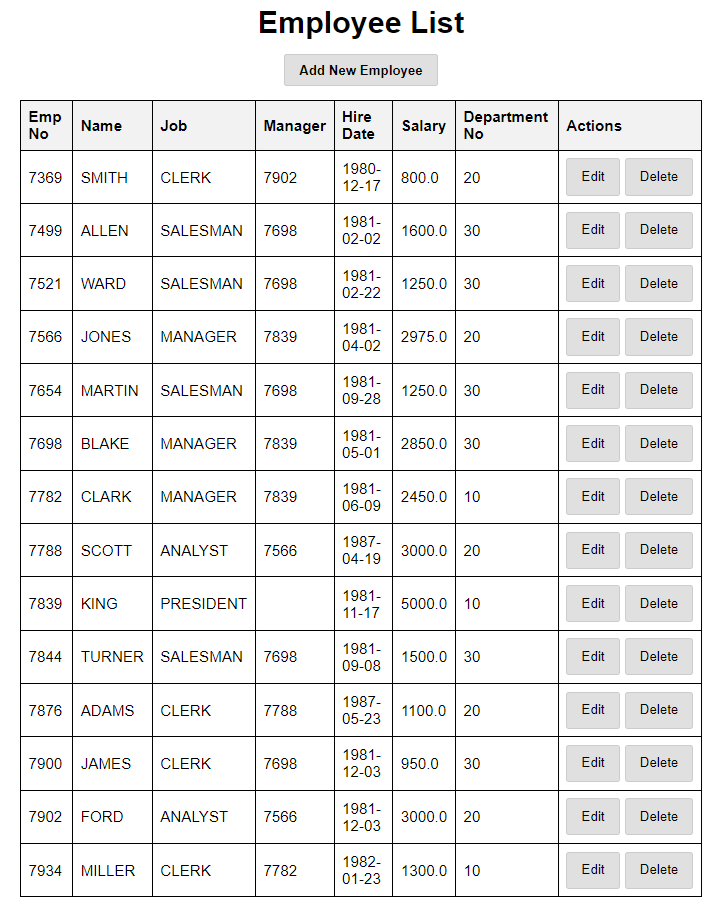 Employee List
Add New Employee
Emp No Name Job Manager Hire Date Salary Department No Actions
7369 SMITH CLERK 7902 1980-12-17 800.0 20 Edit Delete
7499 ALLEN SALESMAN 7698 1981-02-02 1600.0 30 Edit Delete
7521 WARD SALESMAN 7698 1981-02-22 1250.0 30 Edit Delete
7566 JONES MANAGER 7839 1981-04-02 2975.0 20 Edit Delete
7654 MARTIN SALESMAN 7698 1981-09-28 1250.0 30 Edit Delete
7698 BLAKE MANAGER 7839 1981-05-01 2850.0 30 Edit Delete
7782 CLARK MANAGER 7839 1981-06-09 2450.0 10 Edit Delete
7788 SCOTT ANALYST 7566 1987-04-19 3000.0 20 Edit Delete
7839 KING PRESIDENT 1981-11-17 5000.0 10 Edit Delete
7844 TURNER SALESMAN 7698 1981-09-08 1500.0 30 Edit Delete
7876 ADAMS CLERK 7788 1987-05-23 1100.0 20 Edit Delete
7900 JAMES CLERK 7698 1981-12-03 950.0 30 Edit Delete
7902 FORD ANALYST 7566 1981-12-03 3000.0 20 Edit Delete
7934 MILLER CLERK 7782 1982-01-23 1300.0 10 Edit Delete